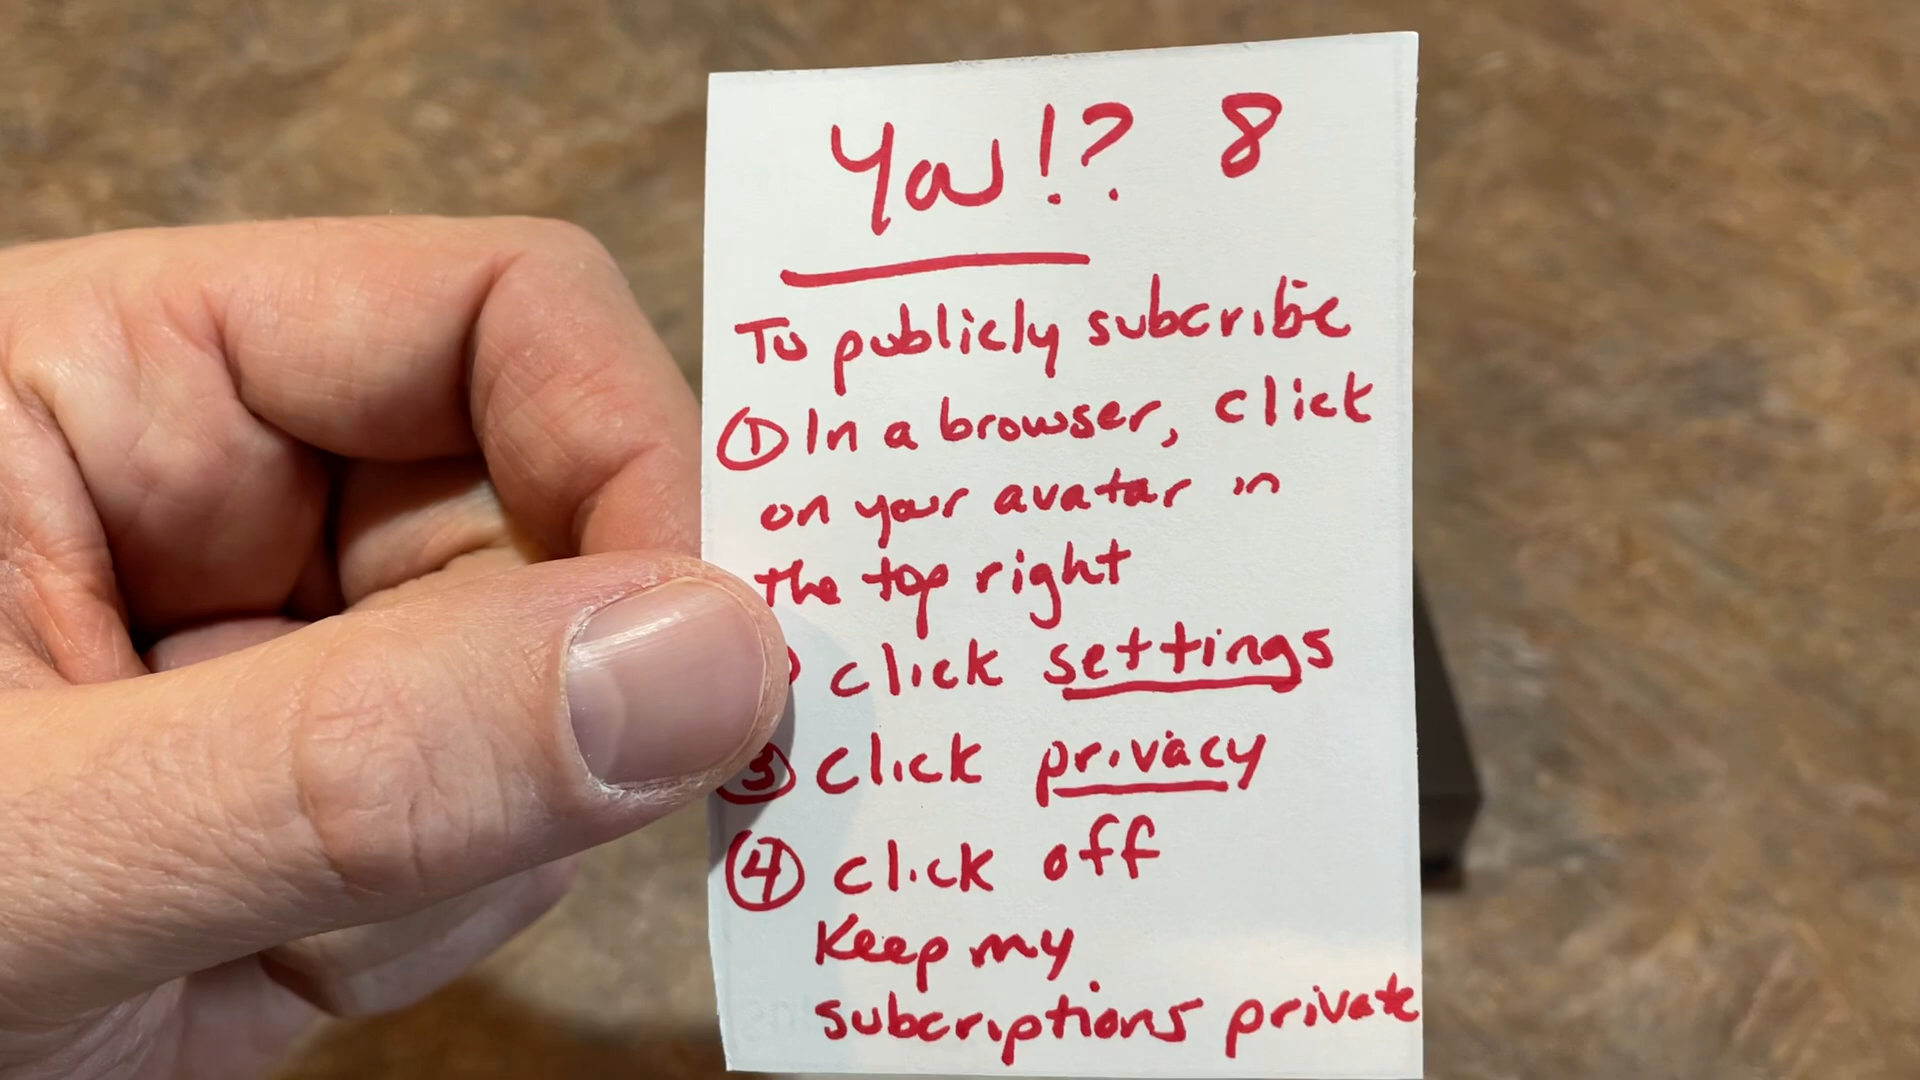 You!? 8
To publicly subcribe
① In a browser, click
on your avatar in
the top right
click settings
③ click privacy
④ click off
Keep my
subcriptions private